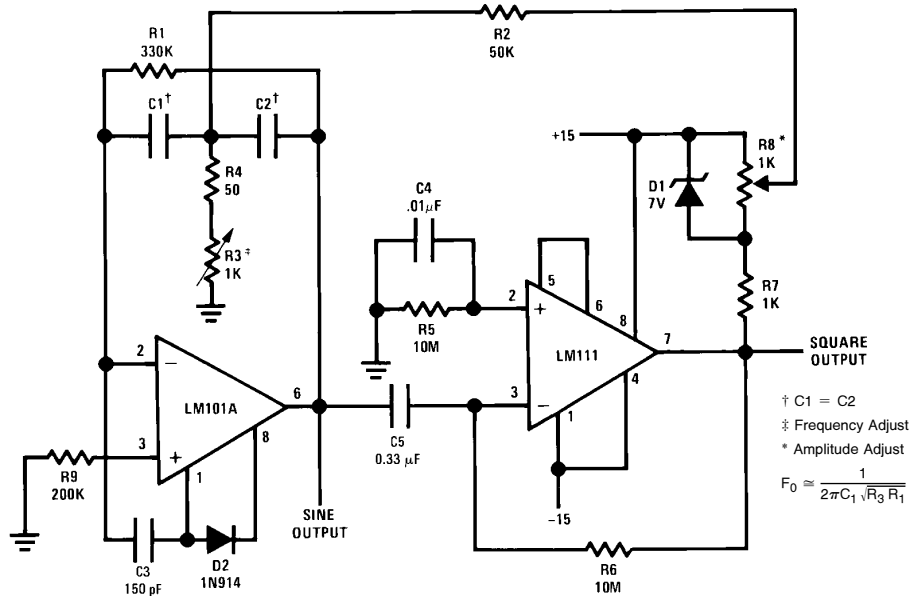 R1
330K
R2
50K
C1†
C2†
R4
50
R3‡
1K
+15
R8*
1K
D1
7V
C4
.01μF
R5
10M
R7
1K
2
−
LM101A
3
+
6
8
1
R9
200K
C3
150 pF
D2
1N914
SINE
OUTPUT
C5
0.33 μF
2
+
5
6
8
LM111
7
3
−
1
4
−15
R6
10M
SQUARE
OUTPUT
† C1 = C2
‡ Frequency Adjust
* Amplitude Adjust
F0 ≅ 1 / 2πC1 √R3 R1